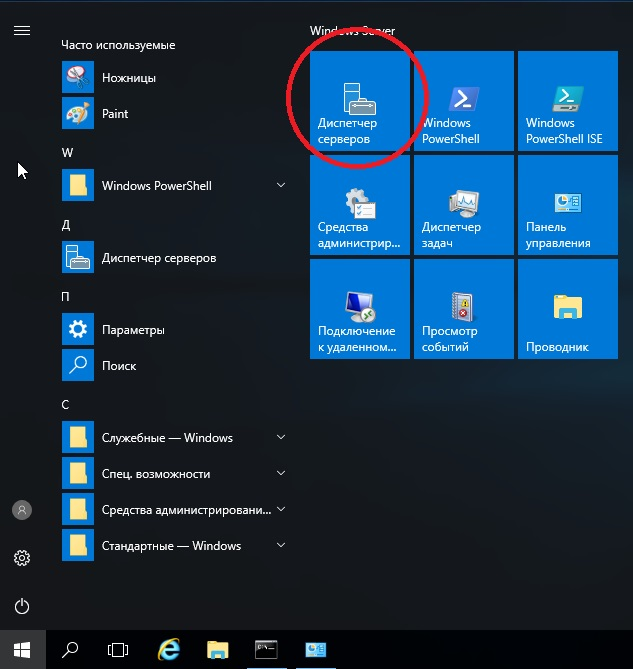 Часто используемые
Ножницы
Paint
W
Windows PowerShell
Д
Диспетчер серверов
П
Параметры
Поиск
С
Служебные — Windows
Спец. возможности
Средства администрировани...
Стандартные — Windows
Windows Server
Диспетчер
серверов
Windows
PowerShell
Windows
PowerShell ISE
Средства
администрир...
Диспетчер
задач
Панель
управления
Подключение
к удаленном...
Просмотр
событий
Проводник